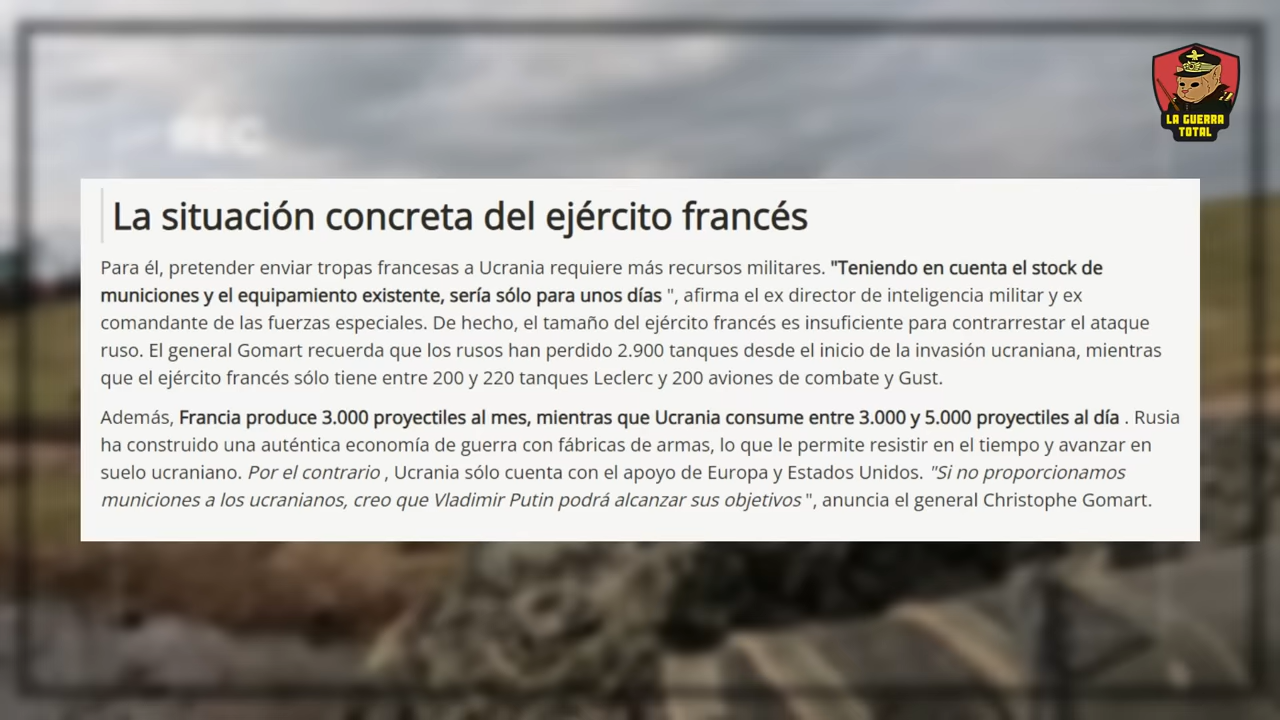 REC
LA GUERRA
TOTAL
La situación concreta del ejército francés
Para él, pretender enviar tropas francesas a Ucrania requiere más recursos militares. "Teniendo en cuenta el stock de
municiones y el equipamiento existente, sería sólo para unos días ", afirma el ex director de inteligencia militar y ex
comandante de las fuerzas especiales. De hecho, el tamaño del ejército francés es insuficiente para contrarrestar el ataque
ruso. El general Gomart recuerda que los rusos han perdido 2.900 tanques desde el inicio de la invasión ucraniana, mientras
que el ejército francés sólo tiene entre 200 y 220 tanques Leclerc y 200 aviones de combate y Gust.
Además, Francia produce 3.000 proyectiles al mes, mientras que Ucrania consume entre 3.000 y 5.000 proyectiles al día . Rusia
ha construido una auténtica economía de guerra con fábricas de armas, lo que le permite resistir en el tiempo y avanzar en
suelo ucraniano. Por el contrario , Ucrania sólo cuenta con el apoyo de Europa y Estados Unidos. "Si no proporcionamos
municiones a los ucranianos, creo que Vladimir Putin podrá alcanzar sus objetivos ", anuncia el general Christophe Gomart.